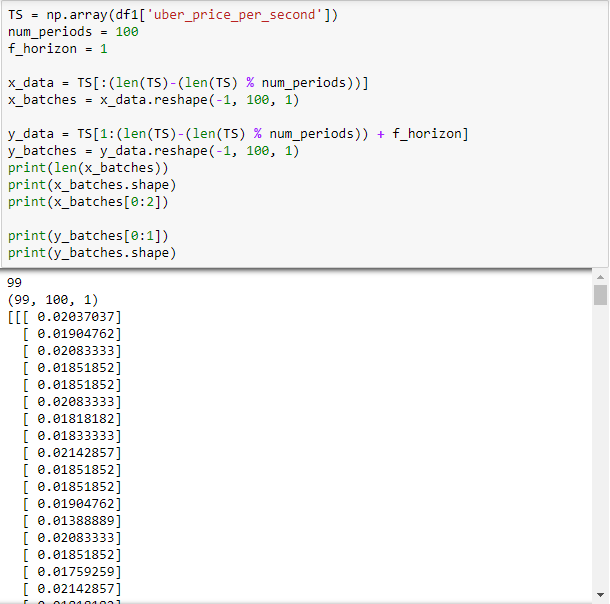 TS = np.array(df1['uber_price_per_second'])
num_periods = 100
f_horizon = 1
x_data = TS[:(len(TS)-(len(TS) % num_periods))]
x_batches = x_data.reshape(-1, 100, 1)
y_data = TS[1:(len(TS)-(len(TS) % num_periods)) + f_horizon]
y_batches = y_data.reshape(-1, 100, 1)
print(len(x_batches))
print(x_batches.shape)
print(x_batches[0:2])
print(y_batches[0:1])
print(y_batches.shape)
99
(99, 100, 1)
[[[ 0.02037037]
[ 0.01904762]
[ 0.02083333]
[ 0.01851852]
[ 0.01851852]
[ 0.02083333]
[ 0.01818182]
[ 0.01833333]
[ 0.02142857]
[ 0.01851852]
[ 0.01851852]
[ 0.01904762]
[ 0.01388889]
[ 0.02083333]
[ 0.01851852]
[ 0.01759259]
[ 0.02142857]